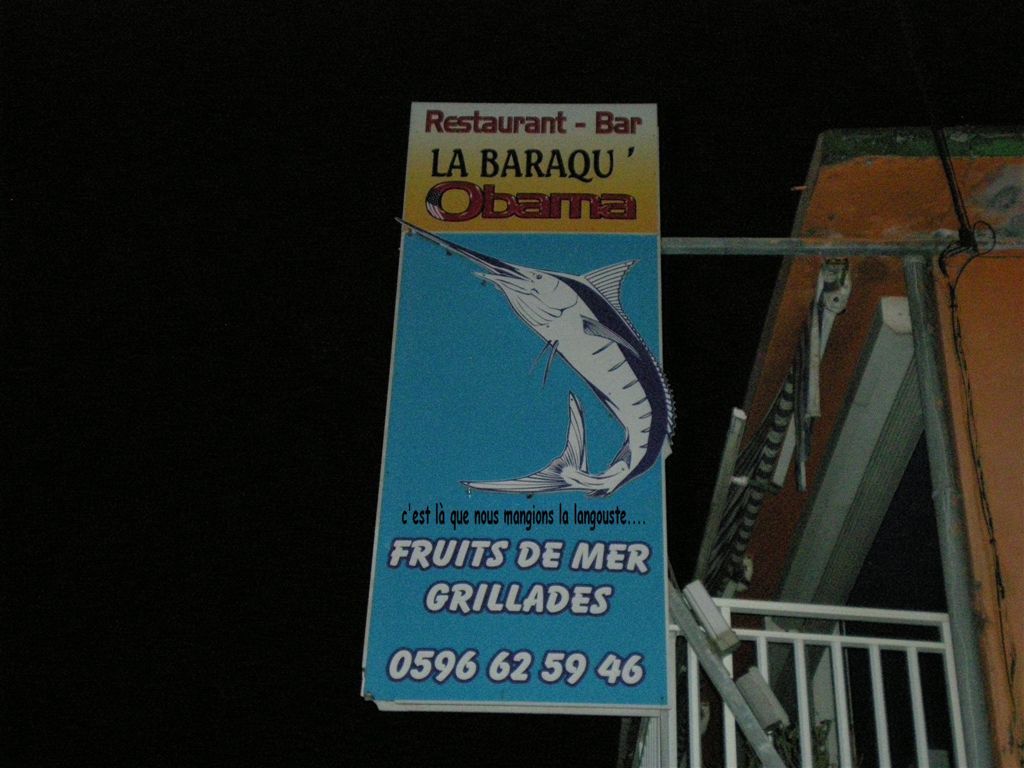 Restaurant - Bar
LA BARAQU '
Obama
c'est là que nous mangions la langouste....
FRUITS DE MER
GRILLADES
0596 62 59 46